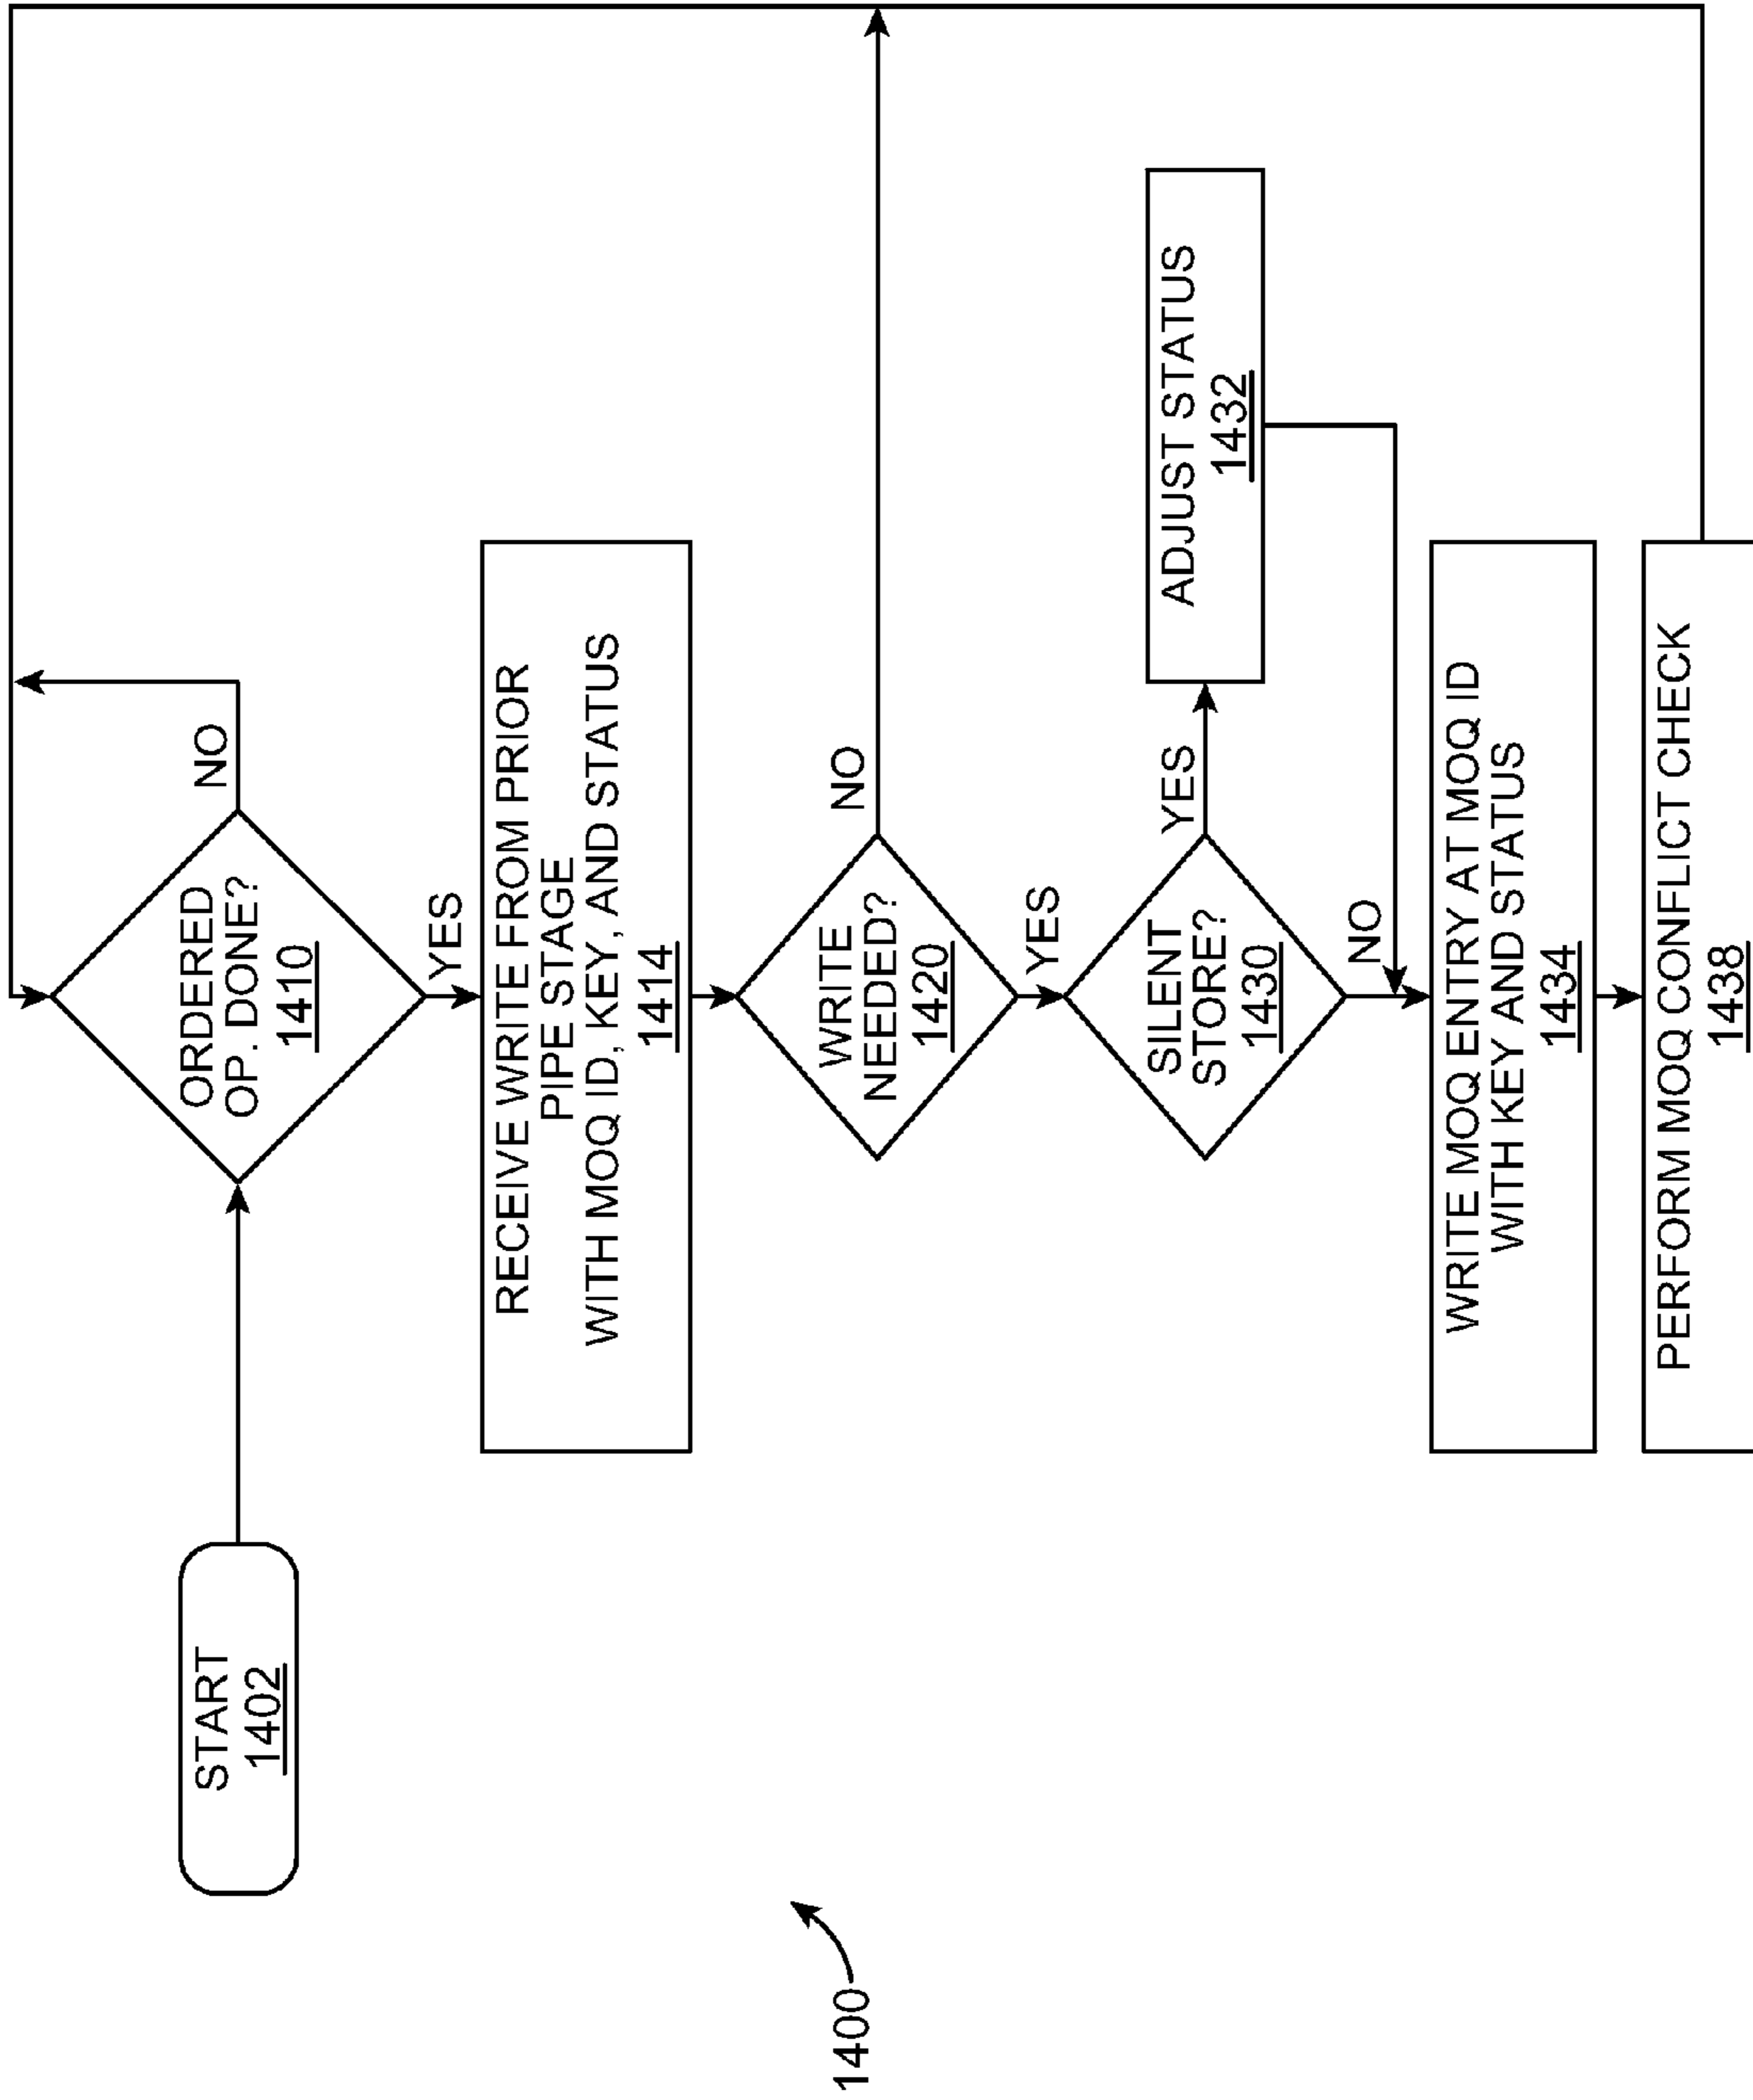 START
1402
ORDERED
OP. DONE?
1410
NO
YES
RECEIVE WRITE FROM PRIOR
PIPE STAGE
WITH MOQ ID, KEY, AND STATUS
1414
WRITE
NEEDED?
1420
NO
YES
SILENT
STORE?
1430
YES
ADJUST STATUS
1432
NO
WRITE MOQ ENTRY AT MOQ ID
WITH KEY AND STATUS
1434
PERFORM MOQ CONFLICT CHECK
1438
1400